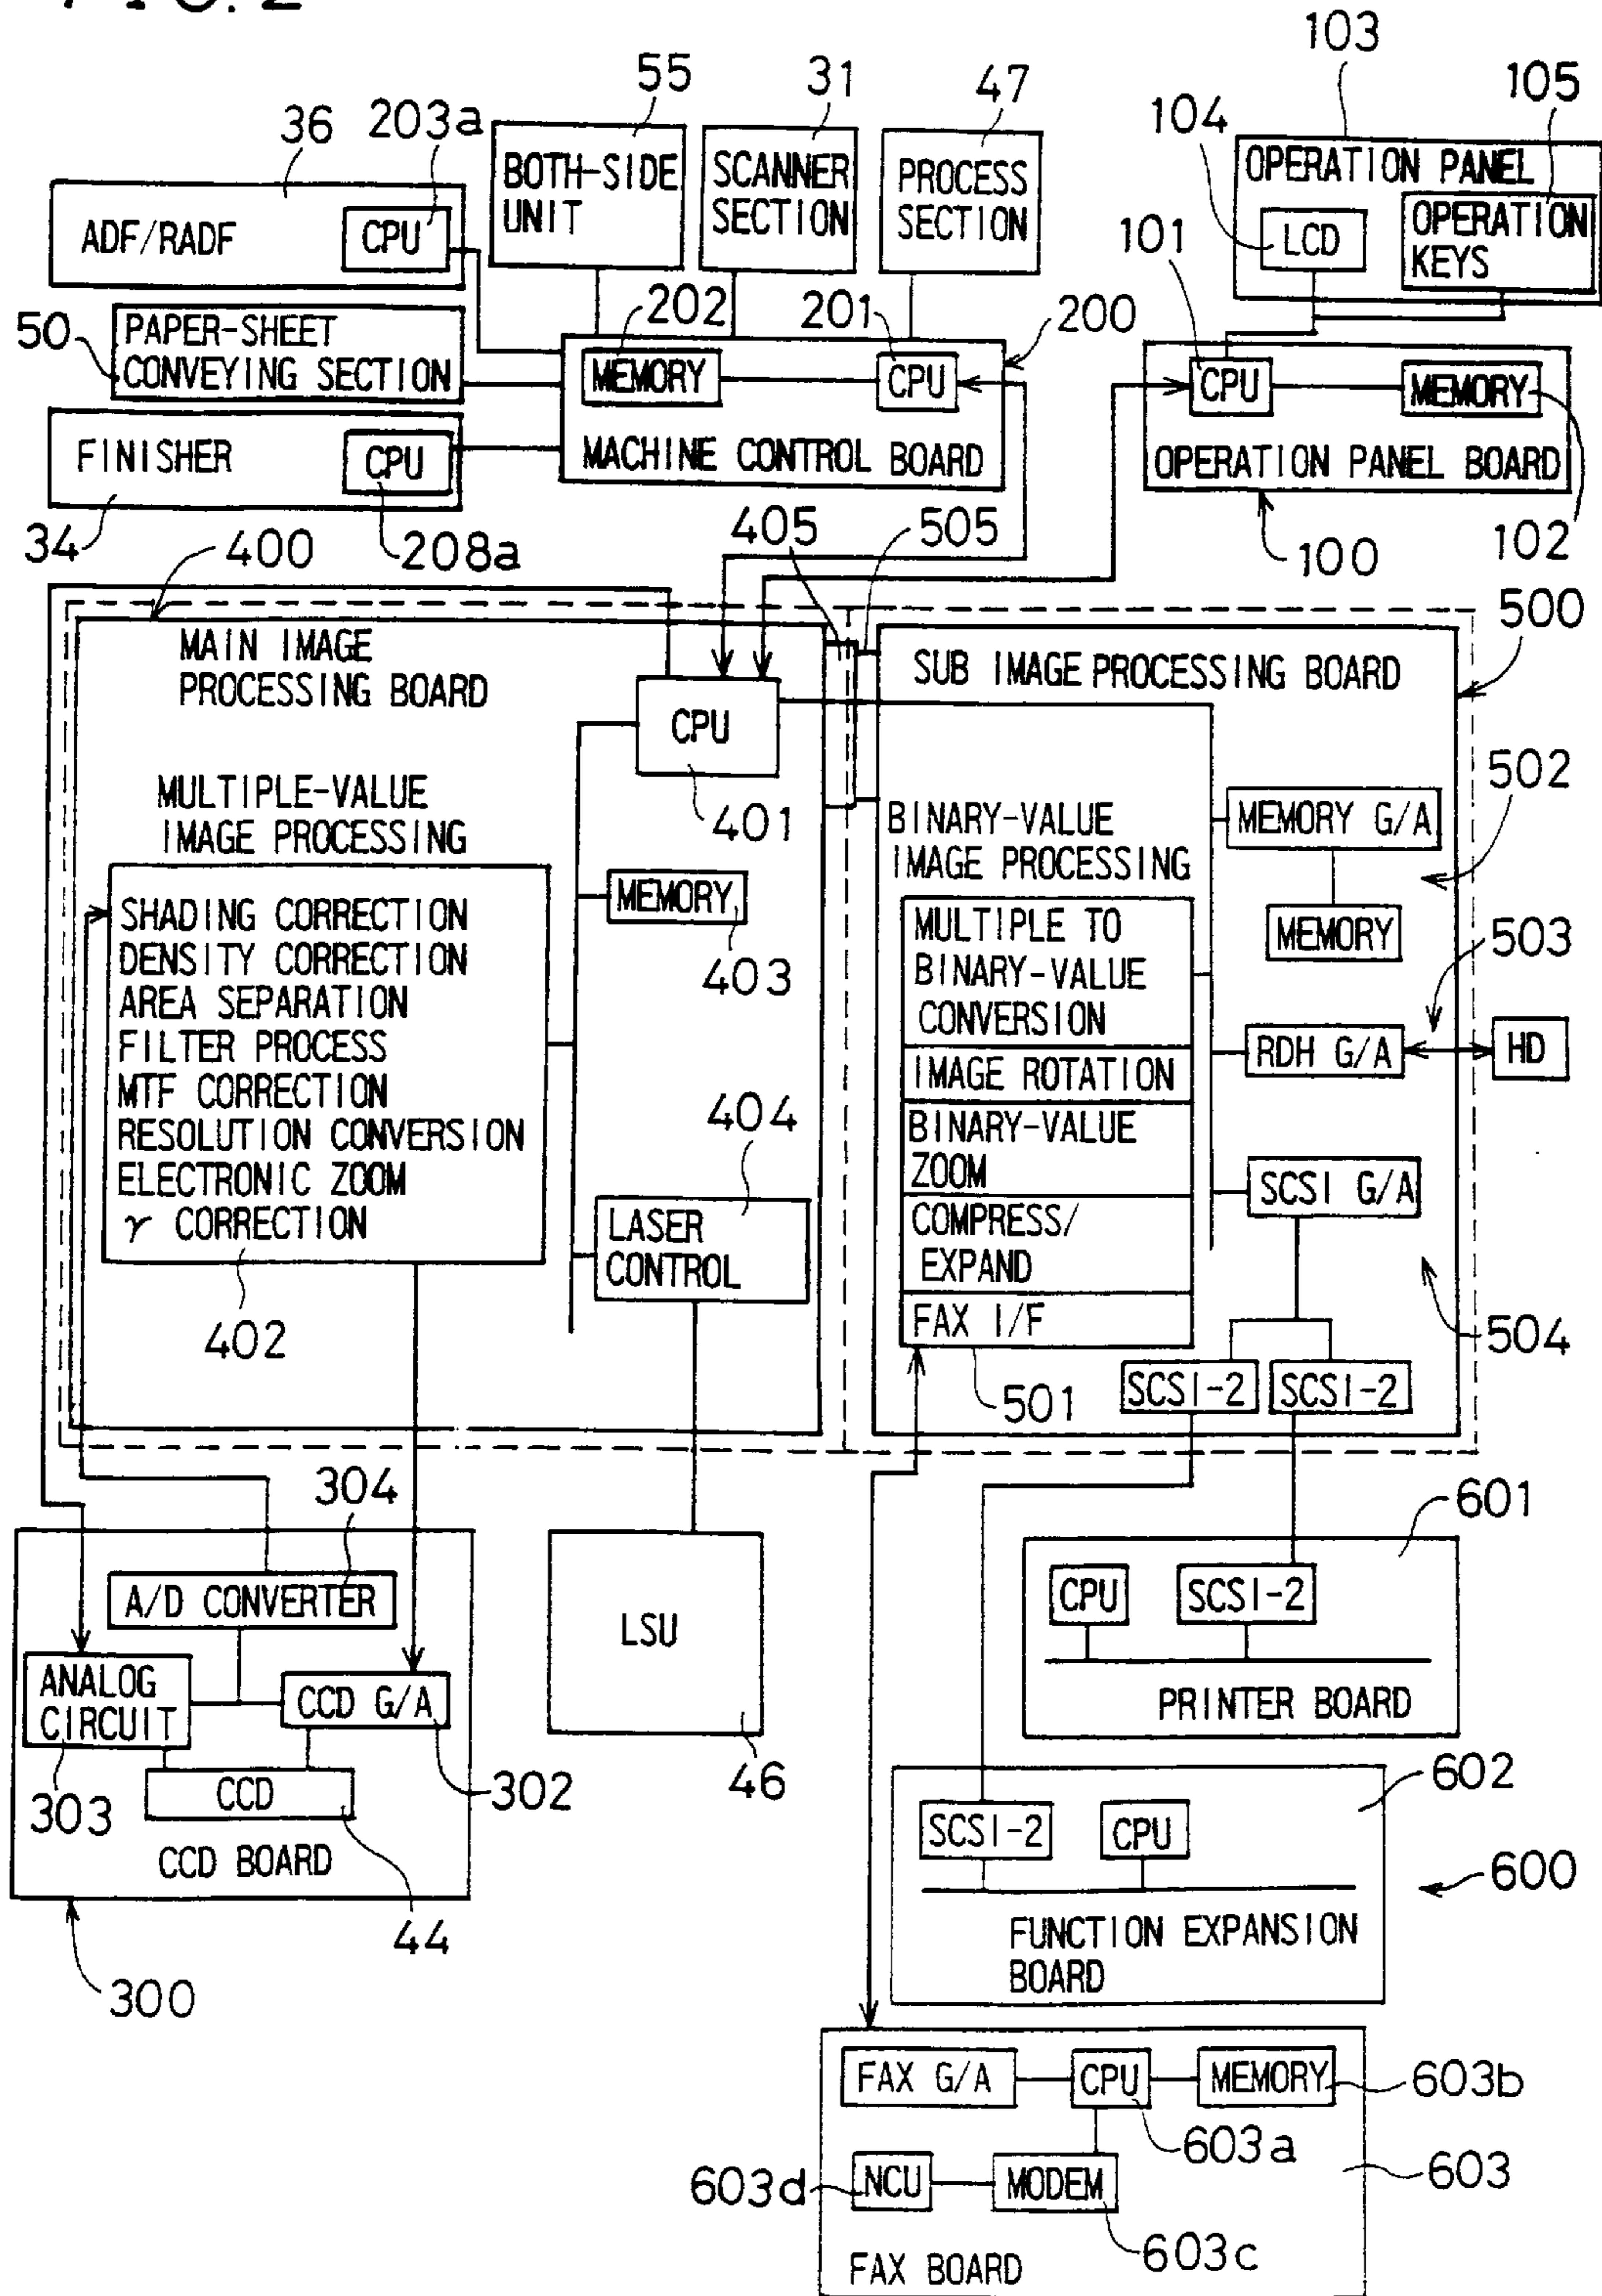 FIG. 2
103
55
31
47
105
36
203a
104
BOTH-SIDE
UNIT
SCANNER
SECTION
PROCESS
SECTION
OPERATION PANEL
ADF/RADF
CPU
101
LCD
OPERATION
KEYS
202
201
200
50
PAPER-SHEET
CONVEYING SECTION
MEMORY
CPU
CPU
MEMORY
FINISHER
CPU
MACHINE CONTROL BOARD
OPERATION PANEL BOARD
34
400
208a
405
505
100
102
500
MAIN IMAGE
PROCESSING BOARD
SUB IMAGE PROCESSING BOARD
CPU
401
502
MULTIPLE-VALUE
IMAGE PROCESSING
BINARY-VALUE
IMAGE PROCESSING
MEMORY G/A
MEMORY
MEMORY
403
503
SHADING CORRECTION
DENSITY CORRECTION
AREA SEPARATION
FILTER PROCESS
MTF CORRECTION
RESOLUTION CONVERSION
ELECTRONIC ZOOM
γ CORRECTION
402
MULTIPLE TO
BINARY-VALUE
CONVERSION
IMAGE ROTATION
BINARY-VALUE
ZOOM
COMPRESS/
EXPAND
FAX I/F
RDH G/A
HD
404
LASER
CONTROL
SCSI G/A
504
501
SCSI-2
SCSI-2
304
601
A/D CONVERTER
LSU
CPU
SCSI-2
ANALOG
CIRCUIT
CCD G/A
PRINTER BOARD
303
CCD
302
46
602
CCD BOARD
SCSI-2
CPU
600
44
FUNCTION EXPANSION
BOARD
300
FAX G/A
CPU
MEMORY
603b
603a
603
603d
NCU
MODEM
603c
FAX BOARD